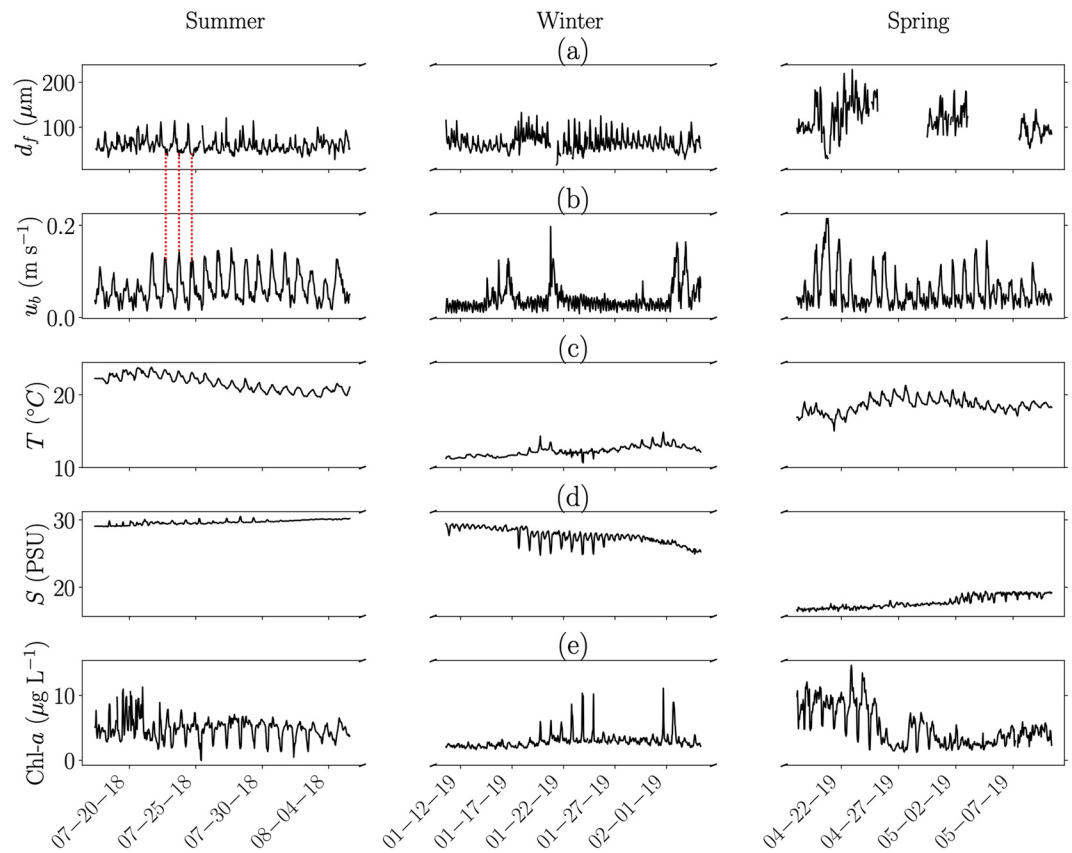 Summer Winter Spring
(a)
200
100
d_f (μm)
(b)
0.2
0.0
u_b (m s⁻¹)
(c)
20
10
T (°C)
(d)
30
20
S (PSU)
(e)
10
0
Chl-a (μg L⁻¹)
07−20−18 07−25−18 07−30−18 08−04−18 01−12−19 01−17−19 01−22−19 01−27−19 02−01−19 04−22−19 04−27−19 05−02−19 05−07−19